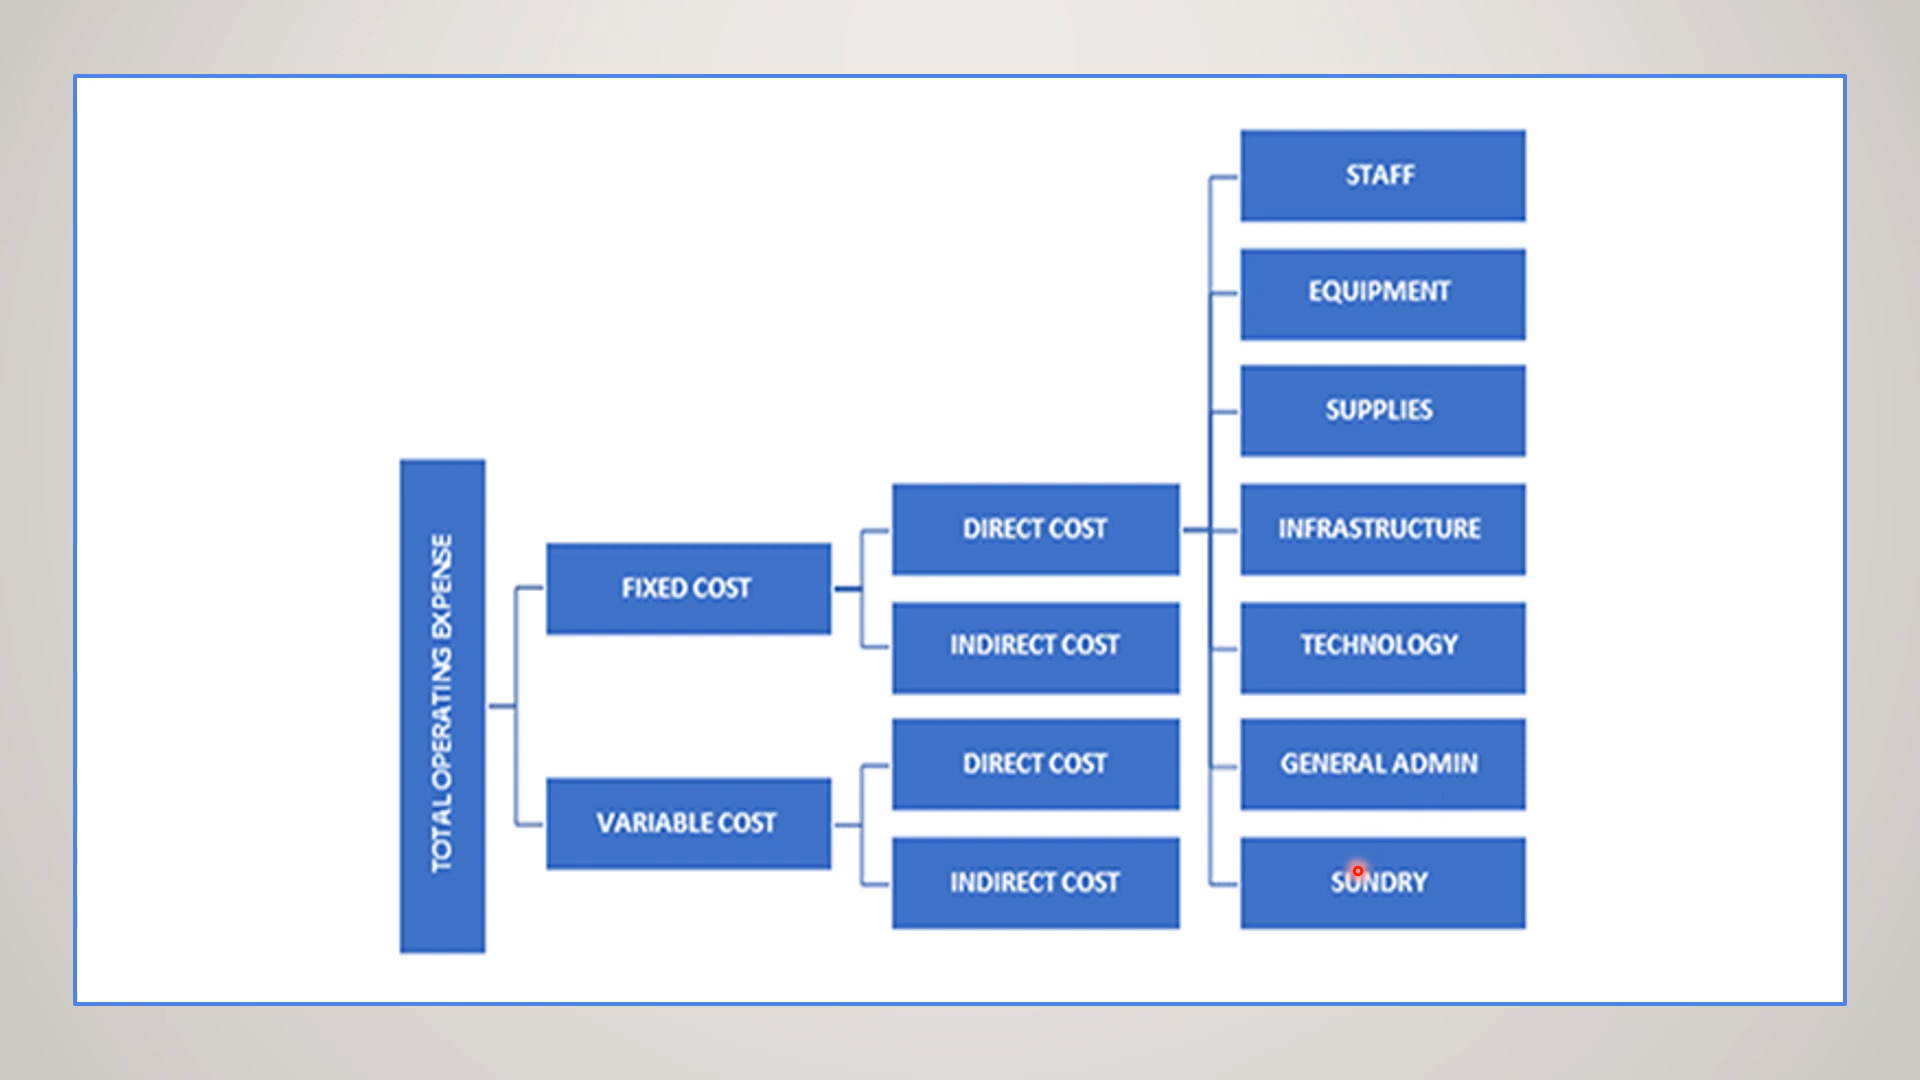 TOTAL OPERATING EXPENSE
FIXED COST
VARIABLE COST
DIRECT COST
INDIRECT COST
DIRECT COST
INDIRECT COST
STAFF
EQUIPMENT
SUPPLIES
INFRASTRUCTURE
TECHNOLOGY
GENERAL ADMIN
SUNDRY